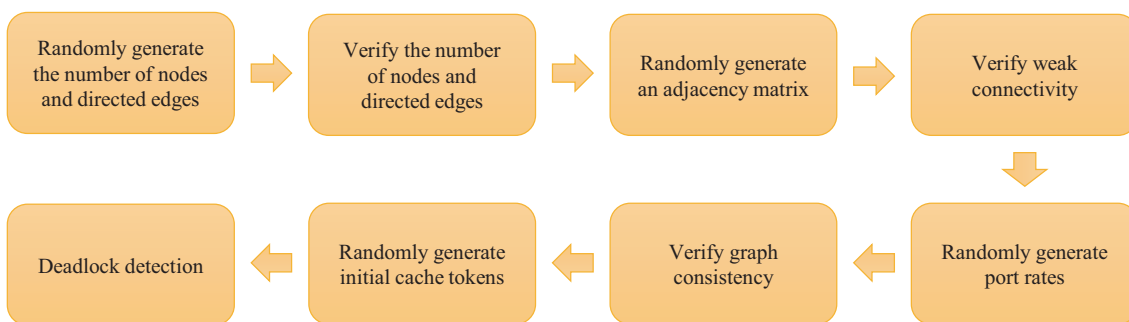 Randomly generate
the number of nodes
and directed edges
Verify the number
of nodes and
directed edges
Randomly generate
an adjacency matrix
Verify weak
connectivity
Randomly generate
port rates
Verify graph
consistency
Randomly generate
initial cache tokens
Deadlock detection